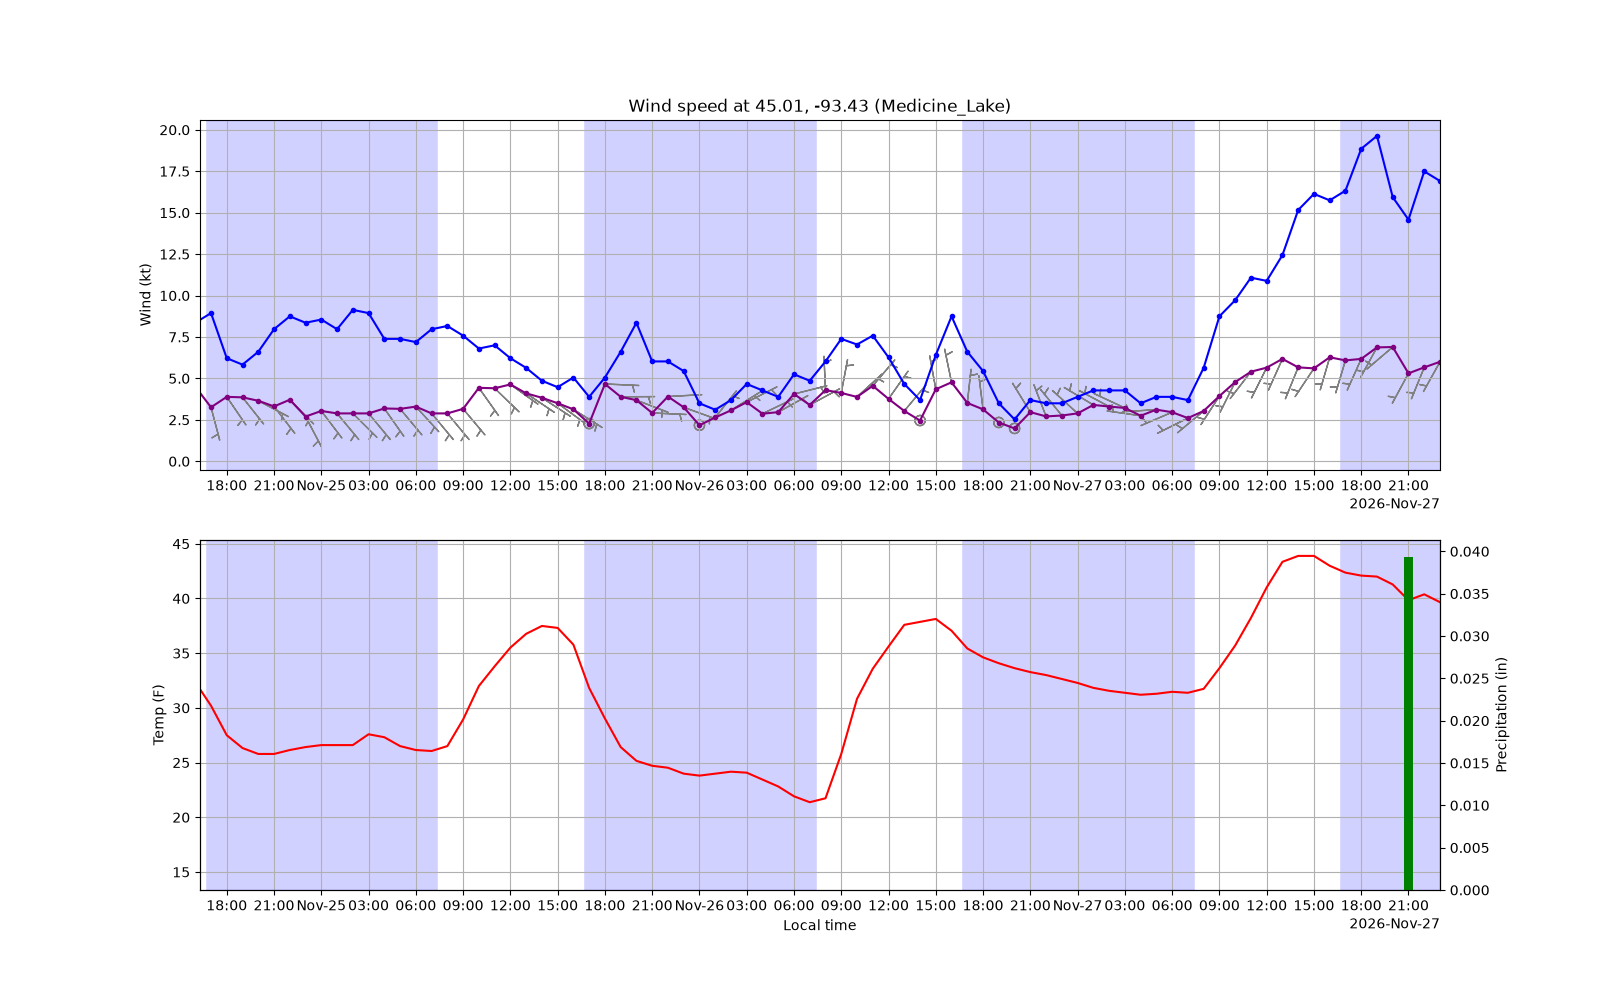 Wind speed at 45.01, -93.43 (Medicine_Lake)
20.0
17.5
15.0
12.5
10.0
7.5
5.0
2.5
0.0
Wind (kt)
18:00 21:00 Nov-25 03:00 06:00 09:00 12:00 15:00 18:00 21:00 Nov-26 03:00 06:00 09:00 12:00 15:00 18:00 21:00 Nov-27 03:00 06:00 09:00 12:00 15:00 18:00 21:00
2026-Nov-27
45
40
35
30
25
20
15
Temp (F)
0.040
0.035
0.030
0.025
0.020
0.015
0.010
0.005
0.000
Precipitation (in)
18:00 21:00 Nov-25 03:00 06:00 09:00 12:00 15:00 18:00 21:00 Nov-26 03:00 06:00 09:00 12:00 15:00 18:00 21:00 Nov-27 03:00 06:00 09:00 12:00 15:00 18:00 21:00
Local time
2026-Nov-27